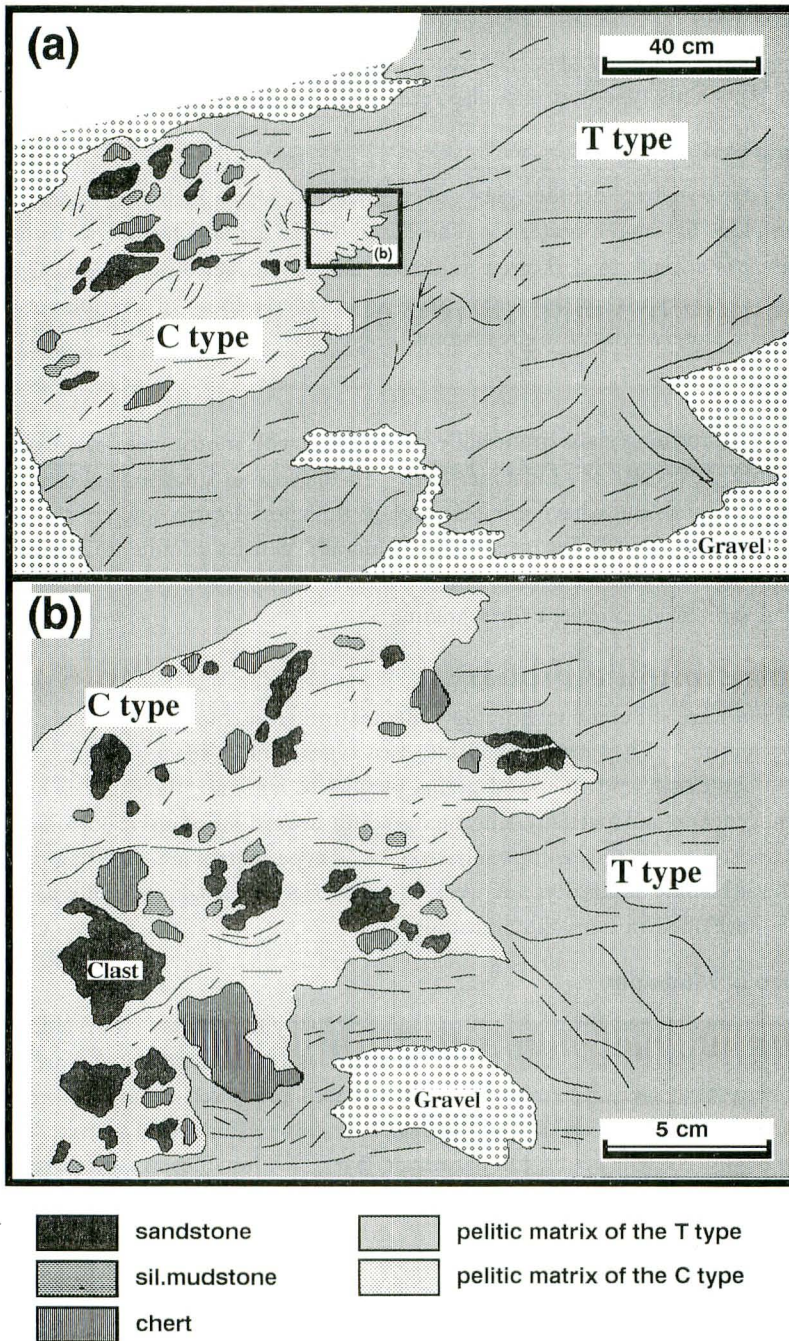 (a)
40 cm
T type
(b)
C type
Gravel
(b)
C type
T type
Clast
Gravel
5 cm
sandstone
pelitic matrix of the T type
sil.mudstone
pelitic matrix of the C type
chert